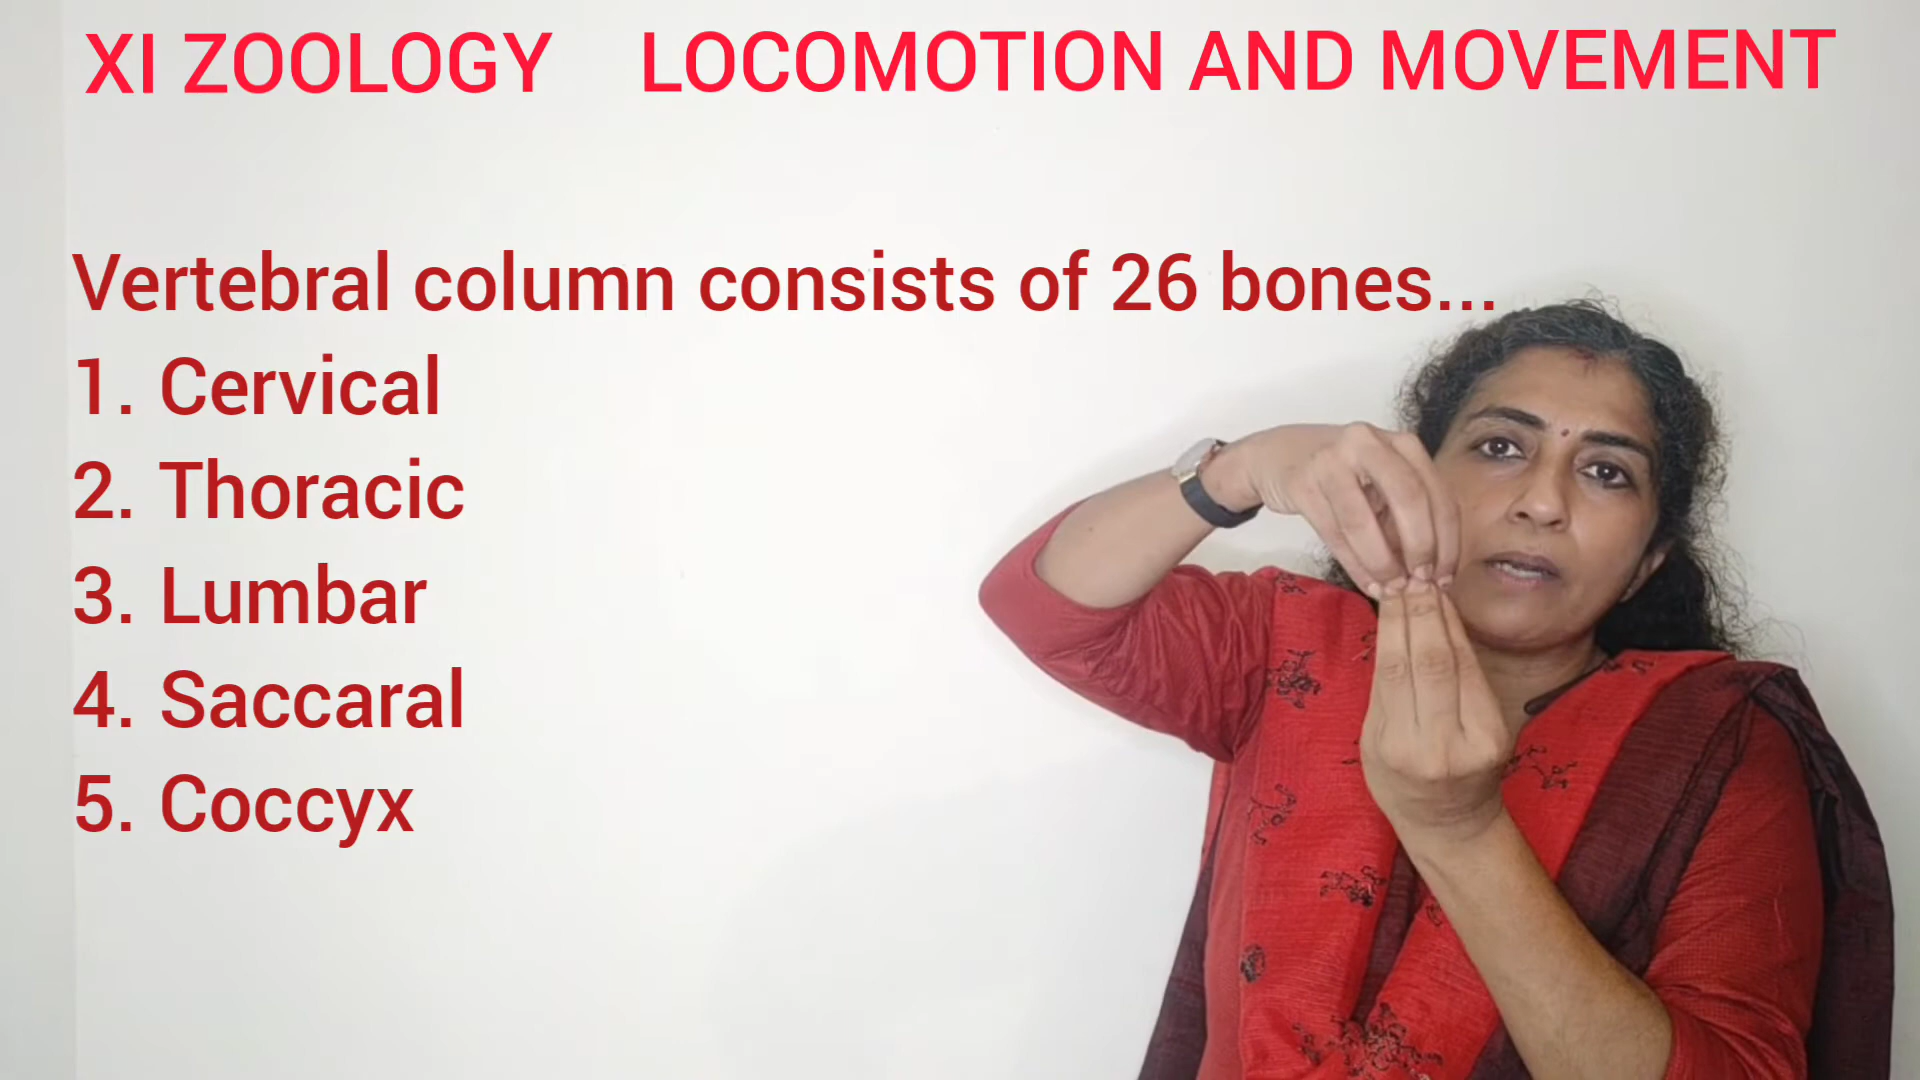 XI ZOOLOGY LOCOMOTION AND MOVEMENT
Vertebral column consists of 26 bones...
1. Cervical
2. Thoracic
3. Lumbar
4. Saccaral
5. Coccyx